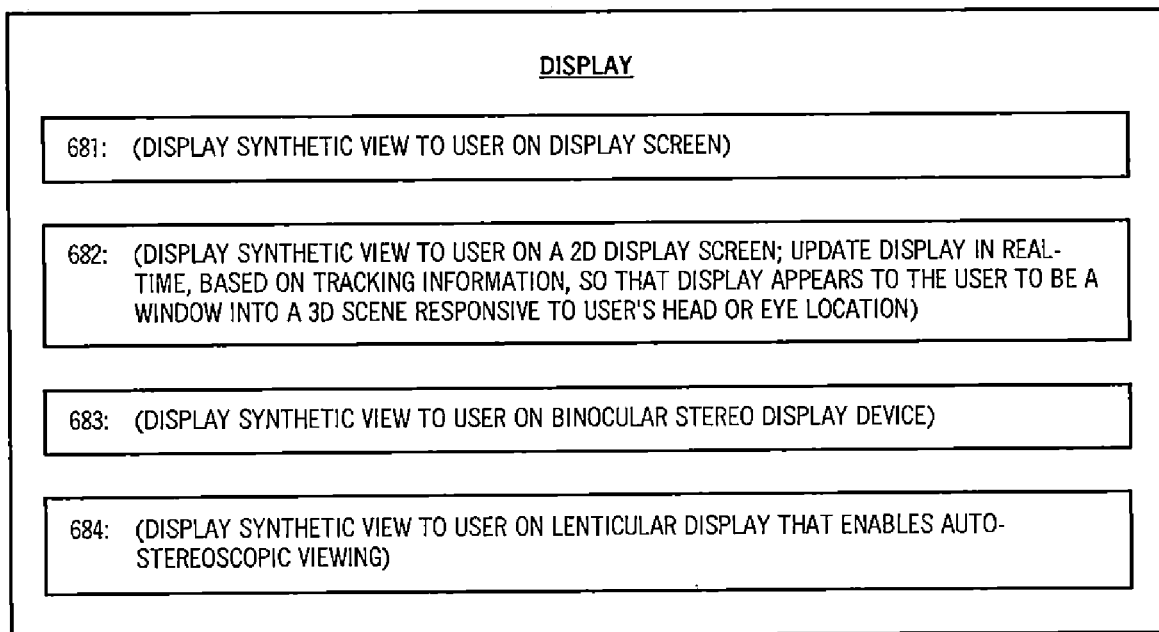 DISPLAY
681: (DISPLAY SYNTHETIC VIEW TO USER ON DISPLAY SCREEN)
682: (DISPLAY SYNTHETIC VIEW TO USER ON A 2D DISPLAY SCREEN; UPDATE DISPLAY IN REAL-
TIME, BASED ON TRACKING INFORMATION, SO THAT DISPLAY APPEARS TO THE USER TO BE A
WINDOW INTO A 3D SCENE RESPONSIVE TO USER'S HEAD OR EYE LOCATION)
683: (DISPLAY SYNTHETIC VIEW TO USER ON BINOCULAR STEREO DISPLAY DEVICE)
684: (DISPLAY SYNTHETIC VIEW TO USER ON LENTICULAR DISPLAY THAT ENABLES AUTO-
STEREOSCOPIC VIEWING)